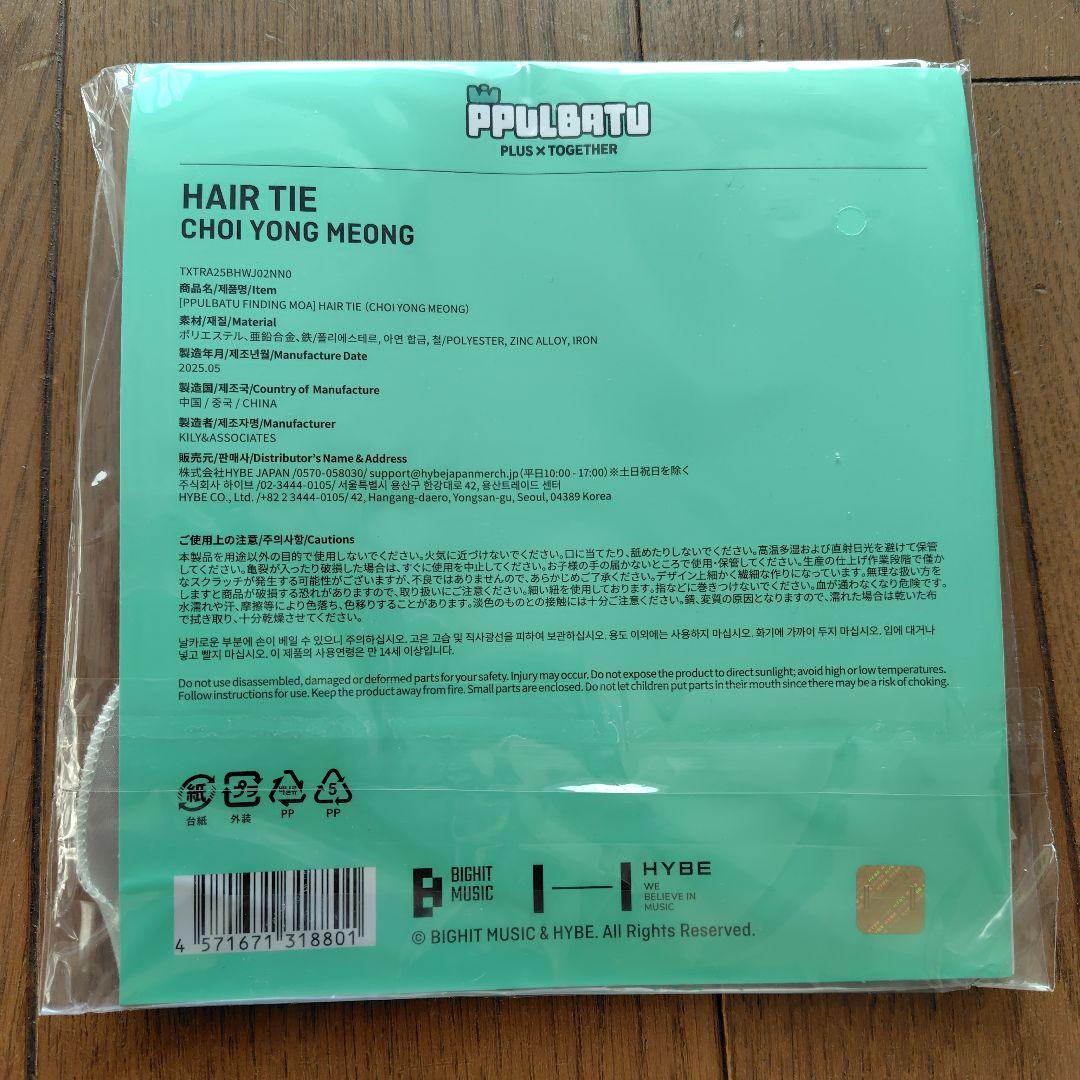 PPULBATU
PLUS×TOGETHER
HAIR TIE
CHOI YONG MEONG
TXTRA25BHWJ02NN0
商品名/제품명/Item
[PPULBATU FINDING MOA] HAIR TIE (CHOI YONG MEONG)
素材/재질/Material
ポリエステル、亜鉛合金、鉄/폴리에스테르, 아연 합금, 철/POLYESTER, ZINC ALLOY, IRON
製造年月/제조년월/Manufacture Date
2025.05
製造国/제조국/Country of Manufacture
中国 / 중국 / CHINA
製造者/제조자명/Manufacturer
KILY&ASSOCIATES
販売元/판매사/Distributor's Name & Address
株式会社HYBE JAPAN /0570-058030/ support@hybejapanmerch.jp (平日10:00 - 17:00) ※土日祝日を除く
주식회사 하이브 /02-3444-0105/ 서울특별시 용산구 한강대로 42, 용산트레이드 센터
HYBE CO., Ltd. /+82 2 3444-0105/ 42, Hangang-daero, Yongsan-gu, Seoul, 04389 Korea
ご使用上の注意/주의사항/Cautions
本製品を用途以外の目的で使用しないでください。火気に近づけないでください。口に当てたり、舐めたりしないでください。高温多湿および直射日光を避けて保管
してください。亀裂が入ったり破損した場合は、すぐに使用を中止してください。お子様の手の届かないところで使用・保管してください。生産の仕上げ作業段階で僅か
なスクラッチが発生する可能性がございますが、不良ではありませんので、あらかじめご了承ください。デザイン上細かく繊細な作りになっています。無理な扱い方を
しますと商品が破損する恐れがありますので、取り扱いにご注意ください。細い紐を使用しております。指などに巻きつけないでください。血が通わなくなり危険です。
水濡れや汗、摩擦等により色落ち、色移りすることがあります。淡色のものとの接触には十分ご注意ください。錆、変質の原因となりますので、濡れた場合は乾いた布
で拭き取り、十分乾燥させてください。
날카로운 부분에 손이 베일 수 있으니 주의하십시오. 고온 고습 및 직사광선을 피하여 보관하십시오. 용도 이외에는 사용하지 마십시오. 화기에 가까이 두지 마십시오. 입에 대거나
넣고 빨지 마십시오. 이 제품의 사용연령은 만 14세 이상입니다.
Do not use disassembled, damaged or deformed parts for your safety. Injury may occur. Do not expose the product to direct sunlight; avoid high or low temperatures.
Follow instructions for use. Keep the product away from fire. Small parts are enclosed. Do not let children put parts in their mouth since there may be a risk of choking.
紙 プラ 5
台紙 外装 PP PP
BIGHIT
MUSIC
HYBE
WE
BELIEVE IN
MUSIC
4 571671 318801
© BIGHIT MUSIC & HYBE. All Rights Reserved.